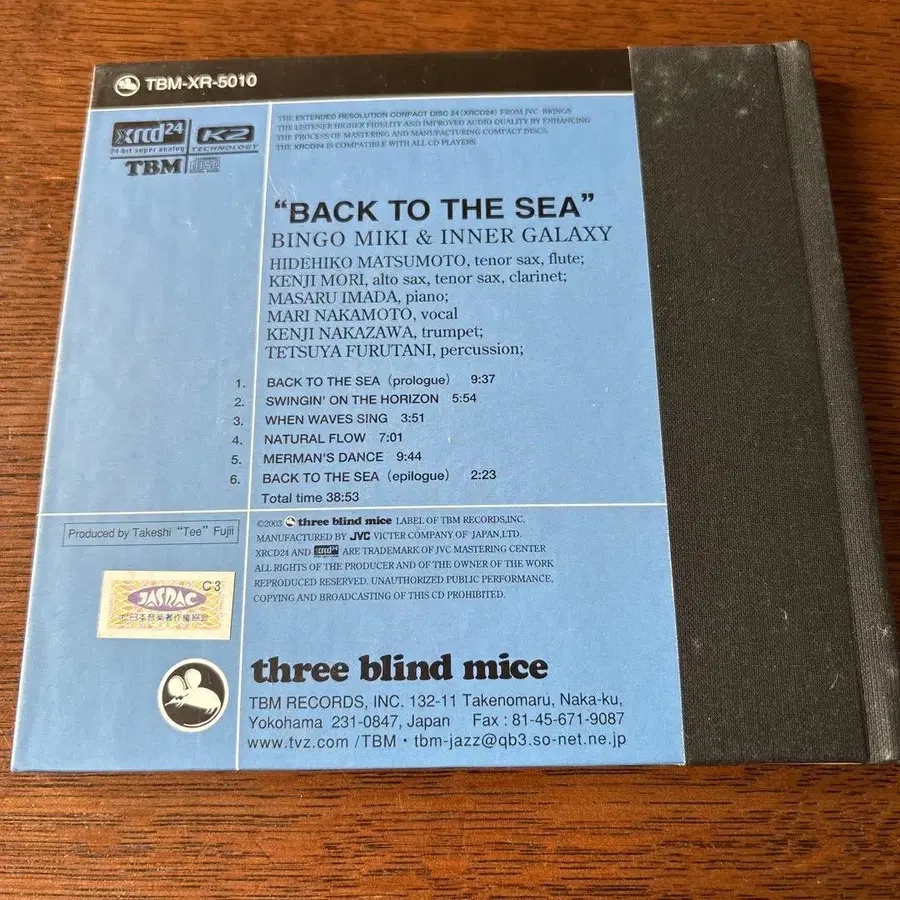 TBM-XR-5010
xrcd24
24-bit super analog
K2
TECHNOLOGY
TBM
THE EXTENDED RESOLUTION COMPACT DISC 24 (XRCD24) FROM JVC BRINGS
THE LISTENER HIGHER FIDELITY AND IMPROVED AUDIO QUALITY BY ENHANCING
THE PROCESS OF MASTERING AND MANUFACTURING COMPACT DISCS.
THE XRCD24 IS COMPATIBLE WITH ALL CD PLAYERS.
“BACK TO THE SEA”
BINGO MIKI & INNER GALAXY
HIDEHIKO MATSUMOTO, tenor sax, flute;
KENJI MORI, alto sax, tenor sax, clarinet;
MASARU IMADA, piano;
MARI NAKAMOTO, vocal
KENJI NAKAZAWA, trumpet;
TETSUYA FURUTANI, percussion;
1. BACK TO THE SEA (prologue) 9:37
2. SWINGIN' ON THE HORIZON 5:54
3. WHEN WAVES SING 3:51
4. NATURAL FLOW 7:01
5. MERMAN'S DANCE 9:44
6. BACK TO THE SEA (epilogue) 2:23
Total time 38:53
Produced by Takeshi “Tee” Fujii
©2003 three blind mice LABEL OF TBM RECORDS,INC.
MANUFACTURED BY JVC VICTER COMPANY OF JAPAN,LTD.
XRCD24 AND xrcd24 ARE TRADEMARK OF JVC MASTERING CENTER
ALL RIGHTS OF THE PRODUCER AND OF THE OWNER OF THE WORK
REPRODUCED RESERVED. UNAUTHORIZED PUBLIC PERFORMANCE,
COPYING AND BROADCASTING OF THIS CD PROHIBITED.
C3
JASRAC
日本音楽著作権協会
three blind mice
TBM RECORDS, INC. 132-11 Takenomaru, Naka-ku,
Yokohama 231-0847, Japan Fax : 81-45-671-9087
www.tvz.com /TBM・tbm-jazz@qb3.so-net.ne.jp